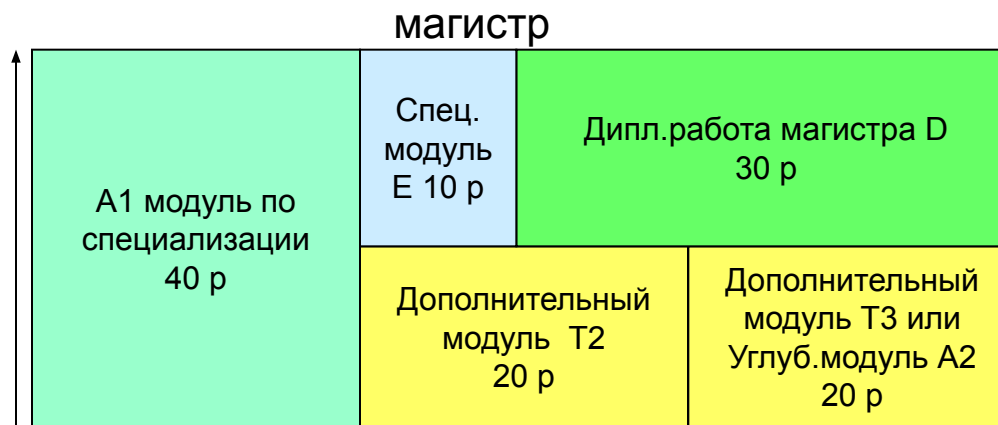 магистр
А1 модуль по
специализации
40 р
Спец.
модуль
Е 10 р
Дипл.работа магистра D
30 р
Дополнительный
модуль Т2
20 р
Дополнительный
модуль Т3 или
Углуб.модуль А2
20 р